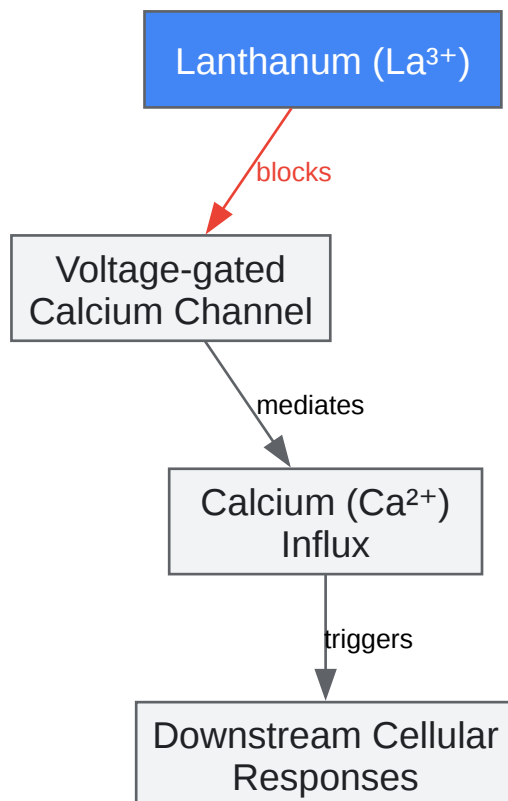 Lanthanum (La³⁺)
blocks
Voltage-gated
Calcium Channel
mediates
Calcium (Ca²⁺)
Influx
triggers
Downstream Cellular
Responses